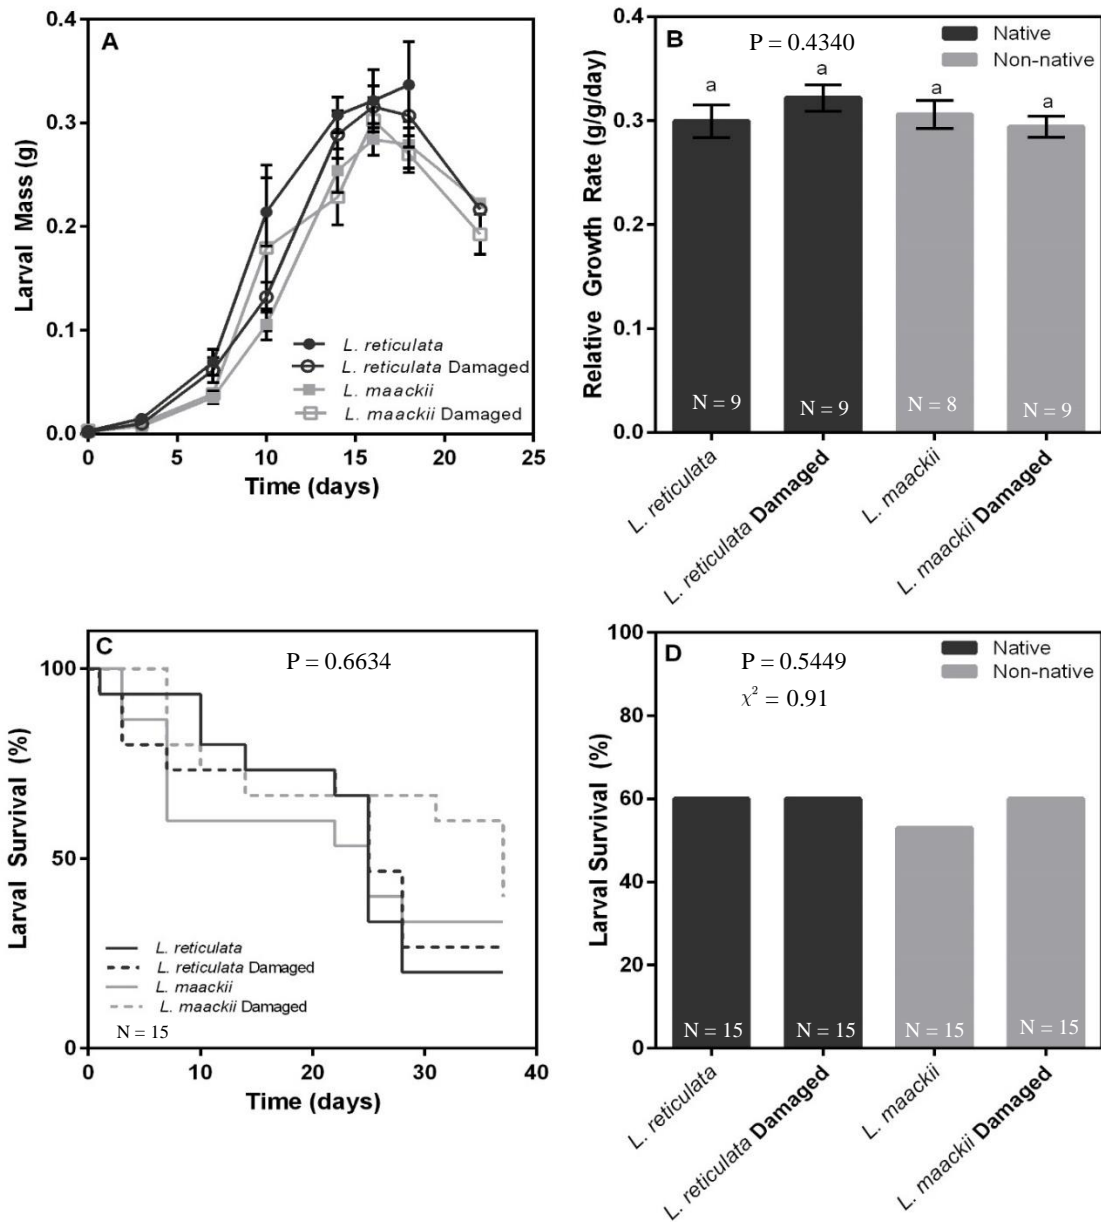 A
Larval Mass (g)
0.4
0.3
0.2
0.1
0.0
0 5 10 15 20 25
Time (days)
L. reticulata
L. reticulata Damaged
L. maackii
L. maackii Damaged
B
P = 0.4340
Native
Non-native
Relative Growth Rate (g/g/day)
0.4
0.3
0.2
0.1
0.0
a a a a
N = 9 N = 9 N = 8 N = 9
L. reticulata
L. reticulata Damaged
L. maackii
L. maackii Damaged
C
P = 0.6634
Larval Survival (%)
100
50
0
L. reticulata
L. reticulata Damaged
L. maackii
L. maackii Damaged
N = 15
0 10 20 30 40
Time (days)
D
P = 0.5449
χ² = 0.91
Native
Non-native
Larval Survival (%)
100
80
60
40
20
0
N = 15 N = 15 N = 15 N = 15
L. reticulata
L. reticulata Damaged
L. maackii
L. maackii Damaged